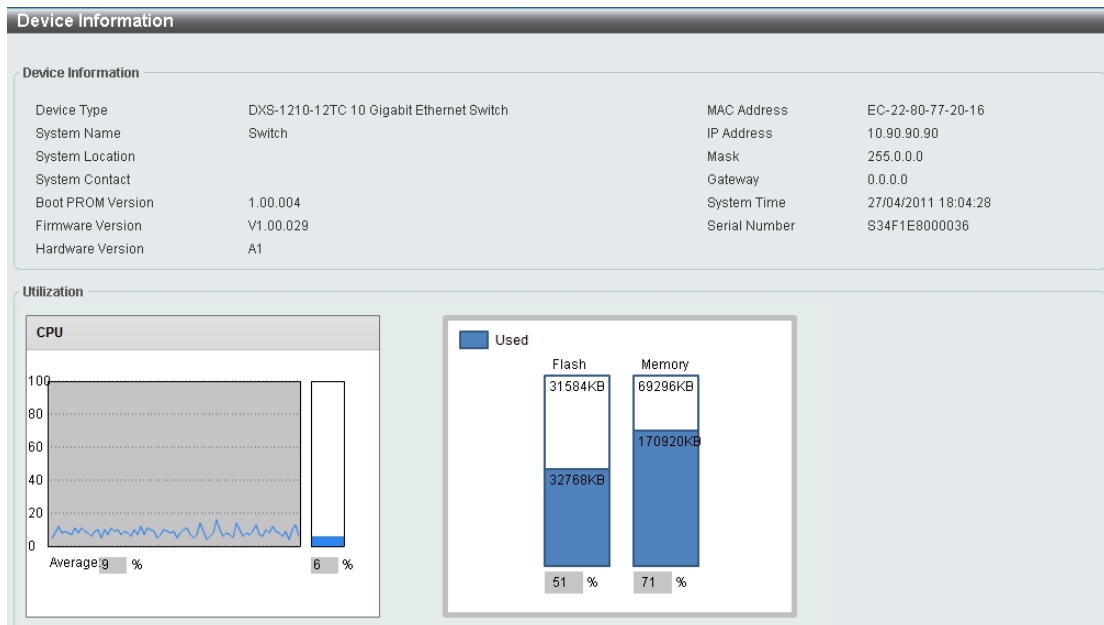 Device Information
Device Information
Device Type DXS-1210-12TC 10 Gigabit Ethernet Switch MAC Address EC-22-80-77-20-16
System Name Switch IP Address 10.90.90.90
System Location Mask 255.0.0.0
System Contact Gateway 0.0.0.0
Boot PROM Version 1.00.004 System Time 27/04/2011 18:04:28
Firmware Version V1.00.029 Serial Number S34F1E8000036
Hardware Version A1
Utilization
CPU
100
80
60
40
20
0
Average:9 % 6 %
Used
Flash Memory
31584KB 69296KB
170920KB
32768KB
51 % 71 %